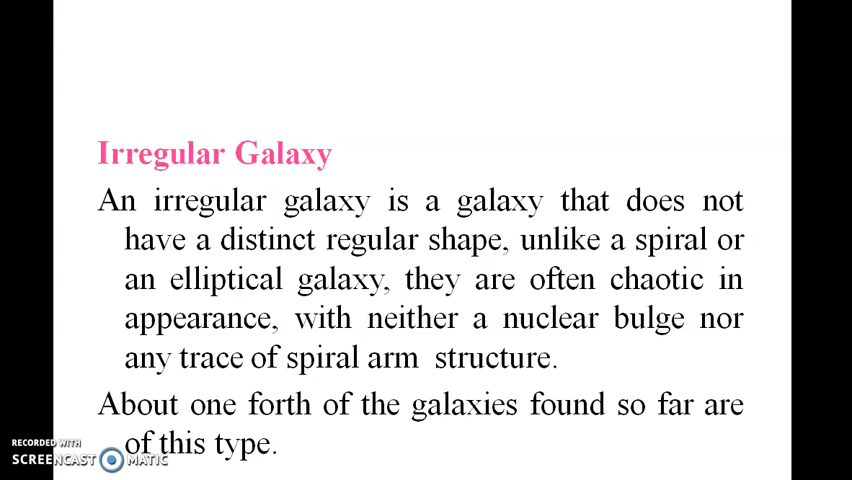 Irregular Galaxy
An irregular galaxy is a galaxy that does not
have a distinct regular shape, unlike a spiral or
an elliptical galaxy, they are often chaotic in
appearance, with neither a nuclear bulge nor
any trace of spiral arm structure.
About one forth of the galaxies found so far are
of this type.
RECORDED WITH
SCREENCAST MATIC